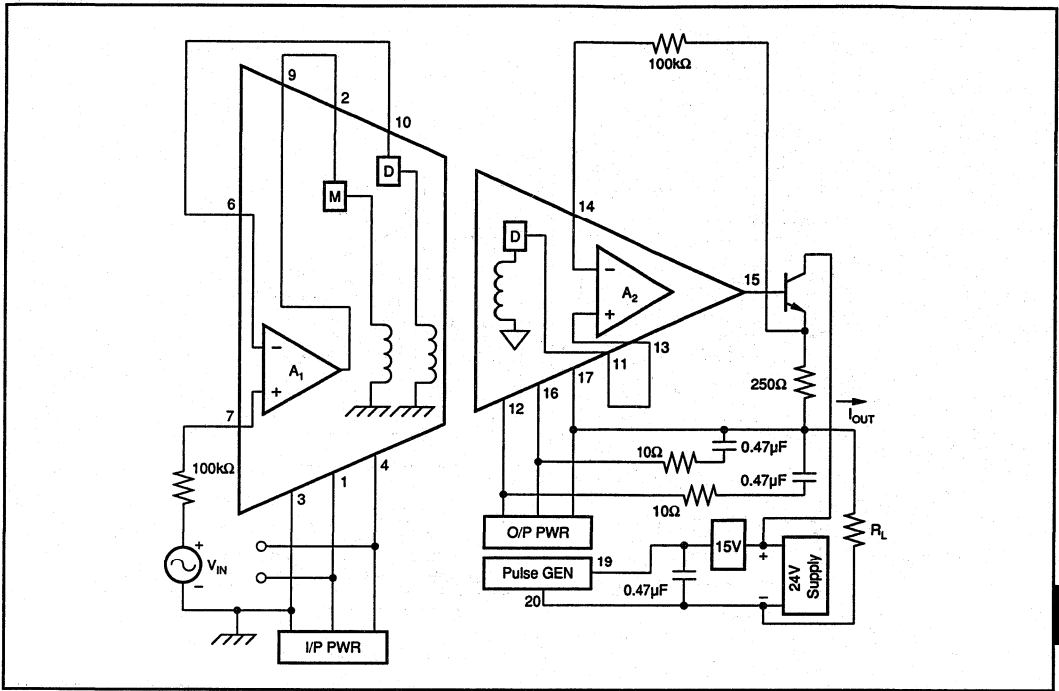 100kΩ
9
2
10
D
M
6
14
D
−
A2
+
15
13
11
17
16
12
−
A1
+
7
250Ω
IOUT
100kΩ
4
1
3
10Ω
0.47µF
0.47µF
10Ω
+
VIN
−
O/P PWR
15V
+
24V
Supply
−
RL
Pulse GEN
19
20
0.47µF
I/P PWR